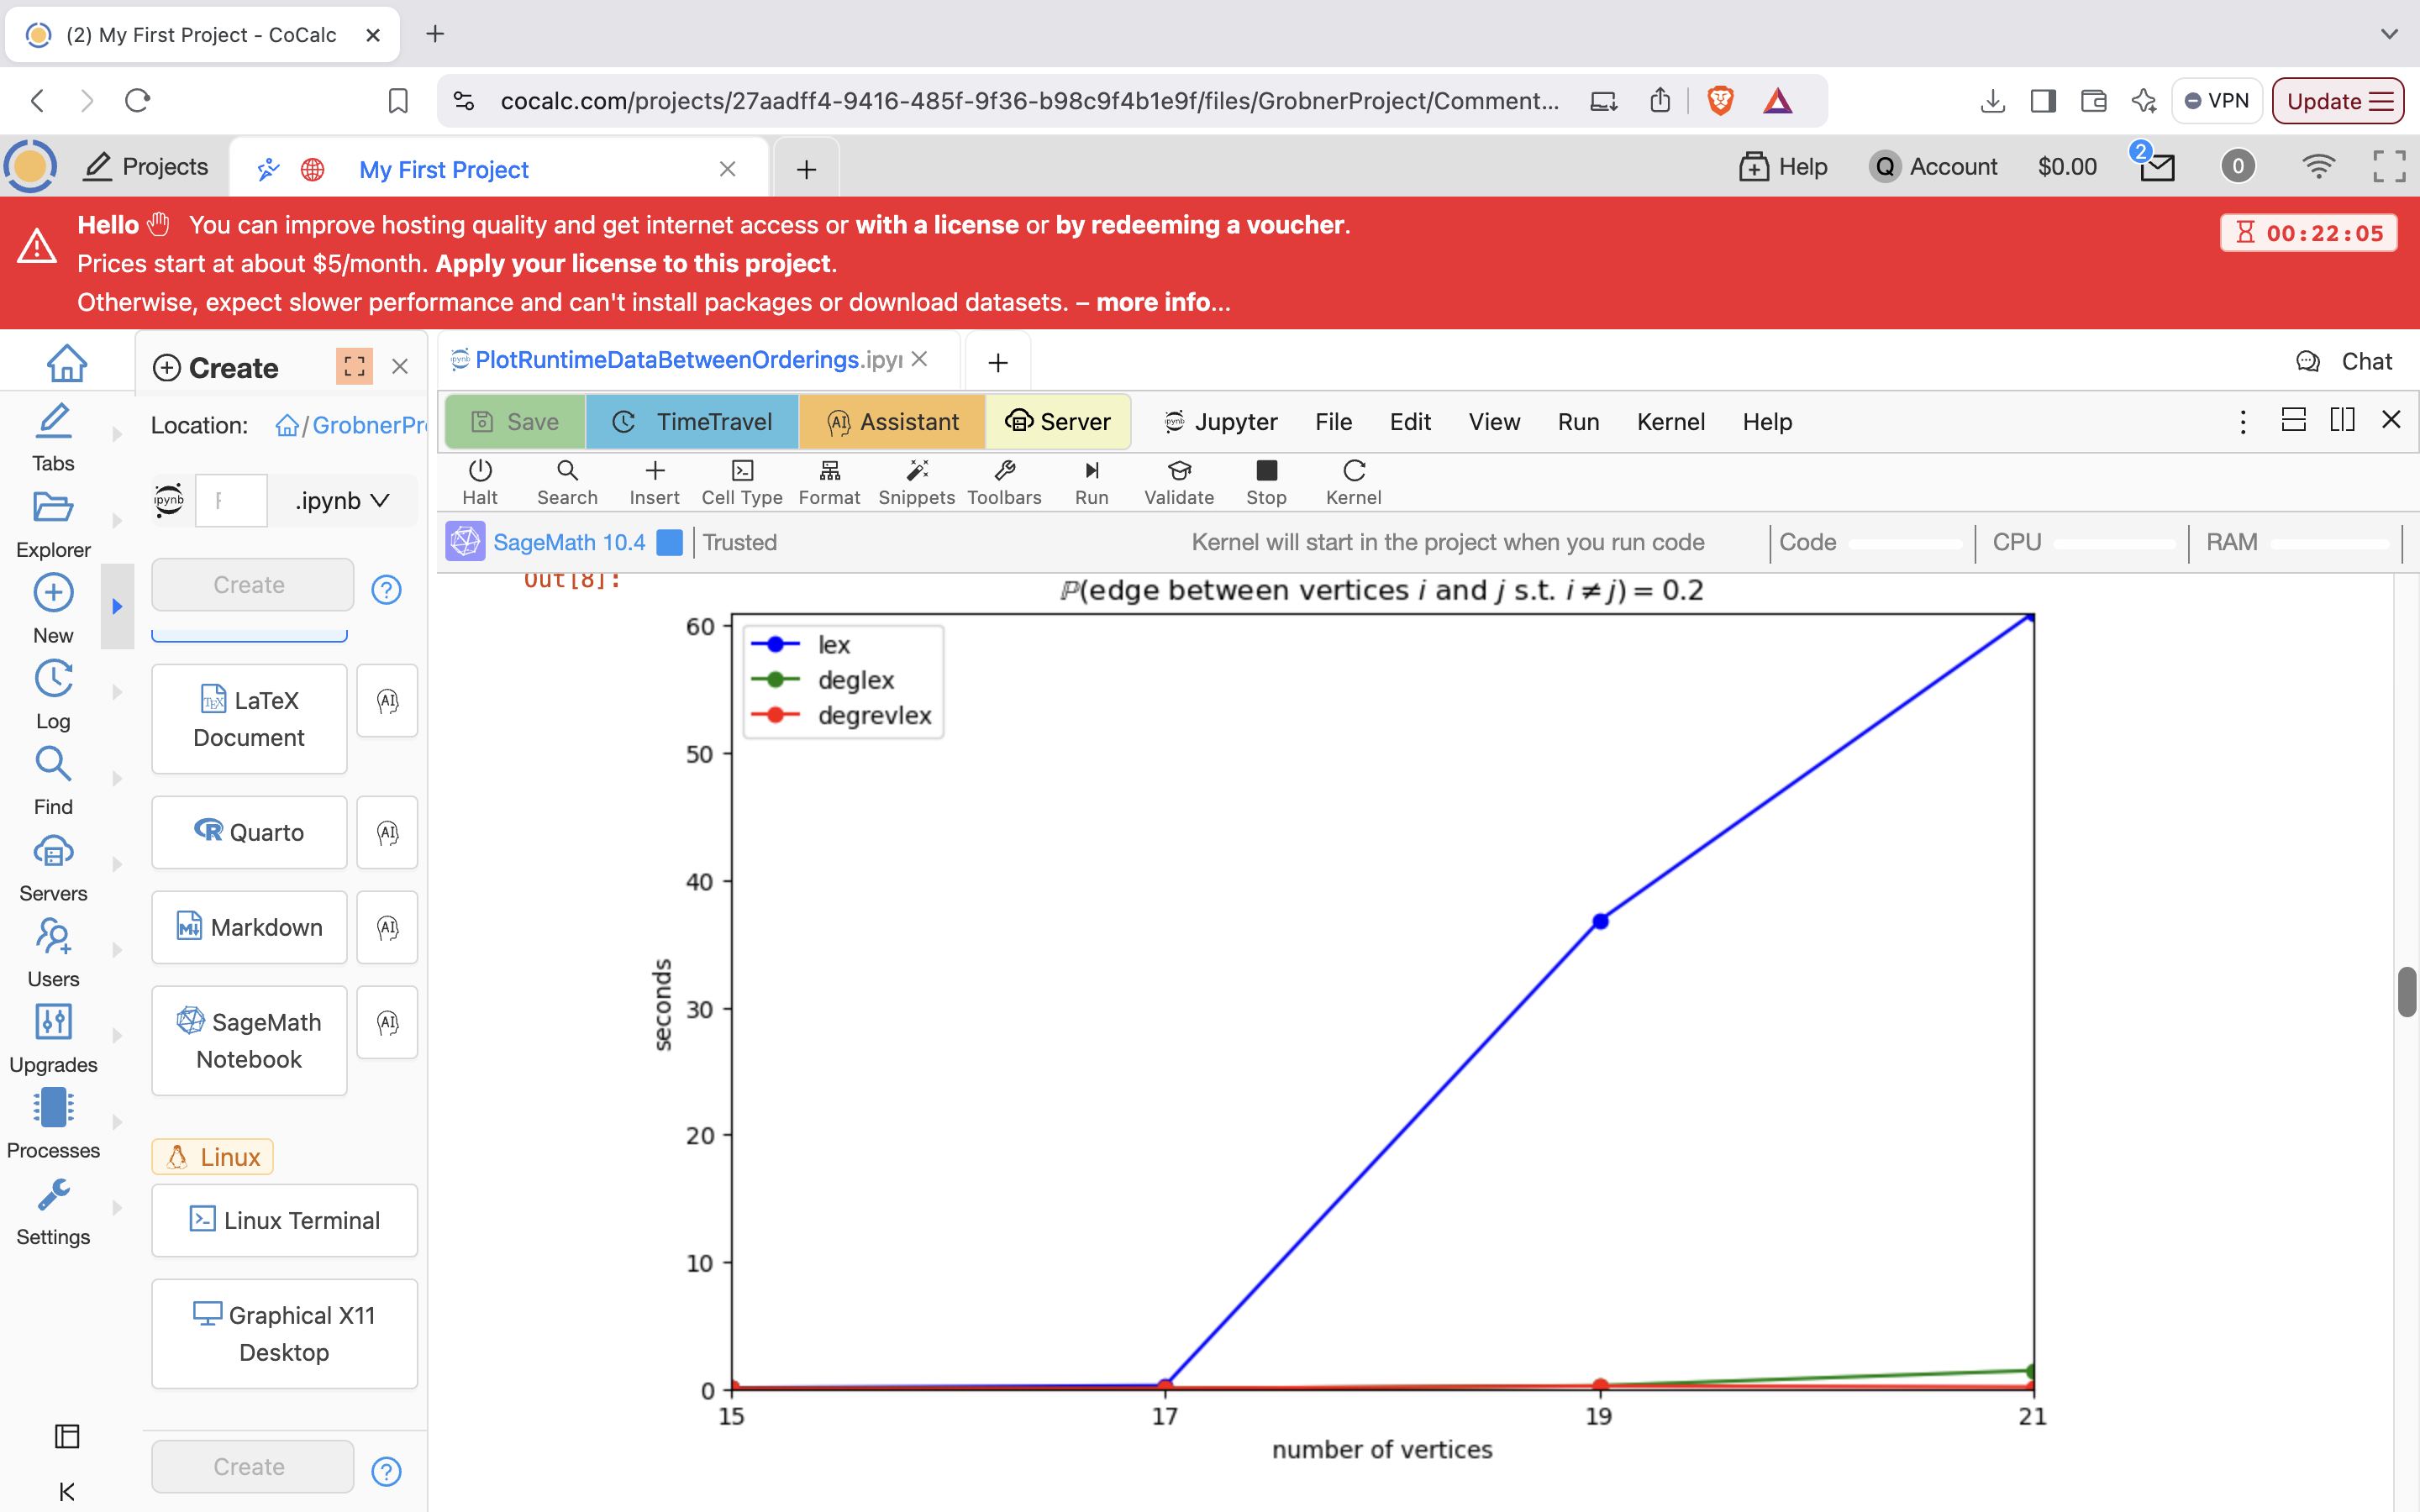 (2) My First Project - CoCalc
cocalc.com/projects/27aadff4-9416-485f-9f36-b98c9f4b1e9f/files/GrobnerProject/Comment...
VPN
Update
Projects
My First Project
Help
Q Account
$0.00
2
0
Hello You can improve hosting quality and get internet access or with a license or by redeeming a voucher.
Prices start at about $5/month. Apply your license to this project.
Otherwise, expect slower performance and can't install packages or download datasets. – more info...
00:22:05
Tabs
Explorer
New
Log
Find
Servers
Users
Upgrades
Processes
Settings
Create
Location: /GrobnerPr
ipynb
.ipynb
Create
LaTeX
Document
AI
Quarto
AI
Markdown
AI
SageMath
Notebook
AI
Linux
Linux Terminal
Graphical X11
Desktop
Create
PlotRuntimeDataBetweenOrderings.ipyn
Chat
Save
TimeTravel
AI Assistant
Server
Jupyter
File
Edit
View
Run
Kernel
Help
Halt
Search
Insert
Cell Type
Format
Snippets
Toolbars
Run
Validate
Stop
Kernel
SageMath 10.4
Trusted
Kernel will start in the project when you run code
Code
CPU
RAM
Out[8]:
ℙ(edge between vertices i and j s.t. i ≠ j) = 0.2
lex
deglex
degrevlex
60
50
40
30
20
10
0
seconds
15
17
19
21
number of vertices